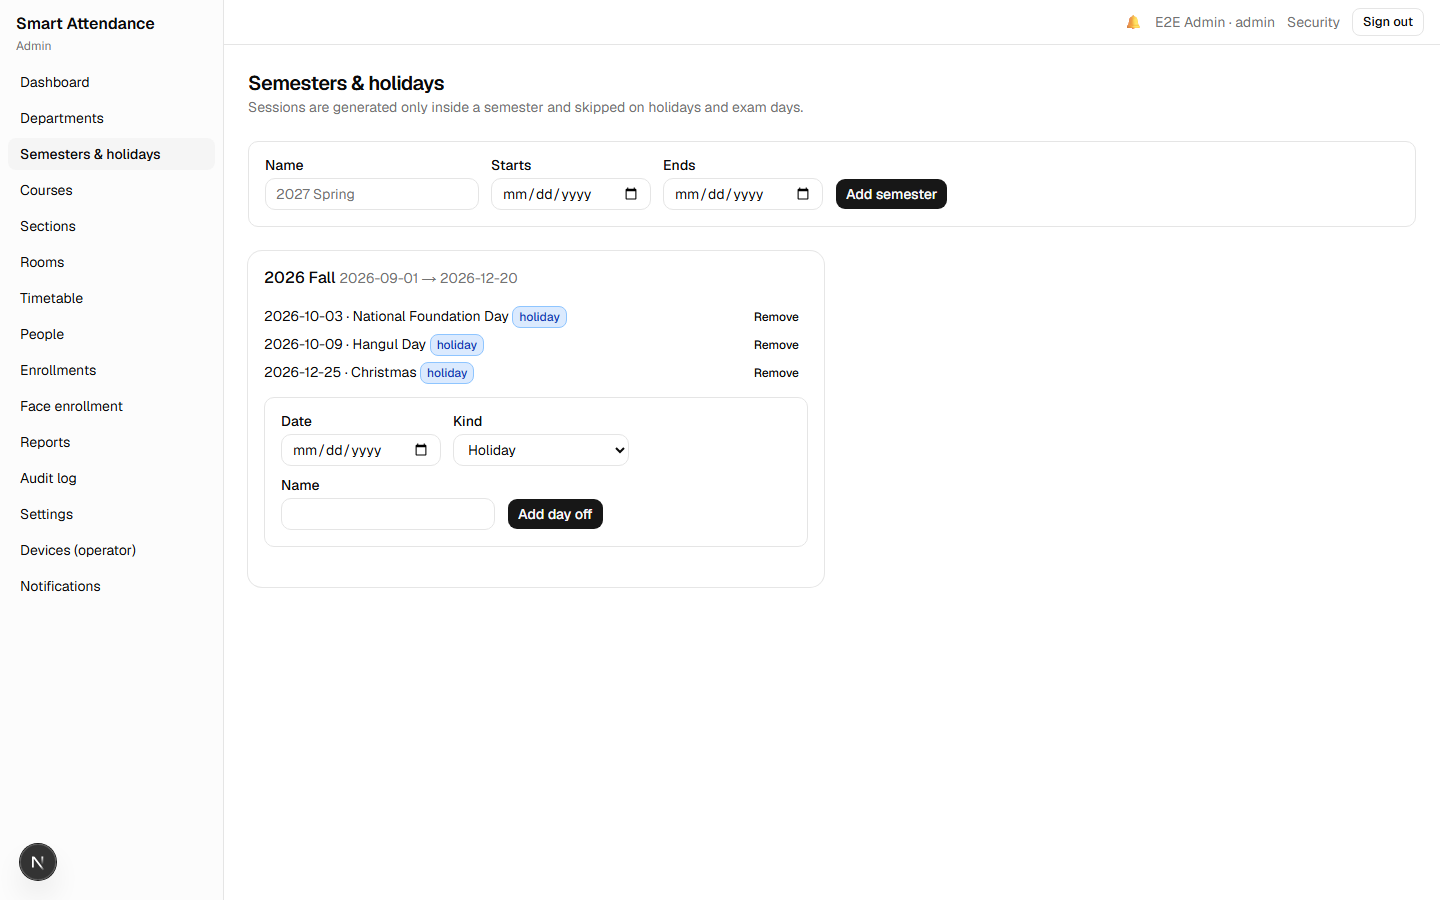 Smart Attendance
Admin
Dashboard
Departments
Semesters & holidays
Courses
Sections
Rooms
Timetable
People
Enrollments
Face enrollment
Reports
Audit log
Settings
Devices (operator)
Notifications
N
E2E Admin · admin Security Sign out
Semesters & holidays
Sessions are generated only inside a semester and skipped on holidays and exam days.
Name Starts Ends
2027 Spring mm/dd/yyyy mm/dd/yyyy Add semester
2026 Fall 2026-09-01 → 2026-12-20
2026-10-03 · National Foundation Day holiday Remove
2026-10-09 · Hangul Day holiday Remove
2026-12-25 · Christmas holiday Remove
Date Kind
mm/dd/yyyy Holiday
Name
Add day off